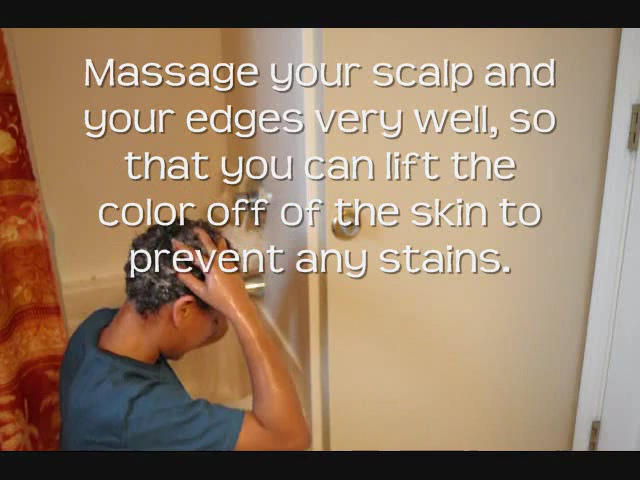 Massage your scalp and
your edges very well, so
that you can lift the
color off of the skin to
prevent any stains.